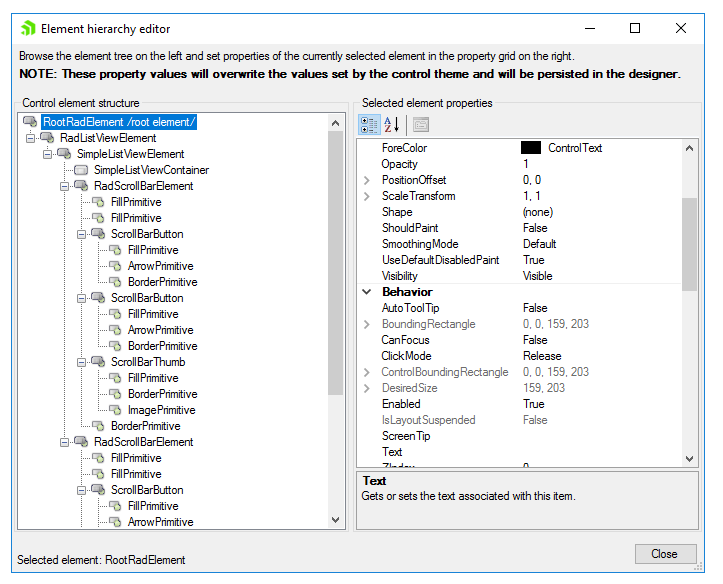 Element hierarchy editor
Browse the element tree on the left and set properties of the currently selected element in the property grid on the right.
NOTE: These property values will overwrite the values set by the control theme and will be persisted in the designer.
Control element structure
RootRadElement /root element/
RadListViewElement
SimpleListViewElement
SimpleListViewContainer
RadScrollBarElement
FillPrimitive
FillPrimitive
ScrollBarButton
FillPrimitive
ArrowPrimitive
BorderPrimitive
ScrollBarButton
FillPrimitive
ArrowPrimitive
BorderPrimitive
ScrollBarThumb
FillPrimitive
BorderPrimitive
ImagePrimitive
BorderPrimitive
RadScrollBarElement
FillPrimitive
FillPrimitive
ScrollBarButton
FillPrimitive
ArrowPrimitive
Selected element properties
ForeColor ControlText
Opacity 1
PositionOffset 0, 0
ScaleTransform 1, 1
Shape (none)
ShouldPaint False
SmoothingMode Default
UseDefaultDisabledPaint True
Visibility Visible
Behavior
AutoToolTip False
BoundingRectangle 0, 0, 159, 203
CanFocus False
ClickMode Release
ControlBoundingRectangle 0, 0, 159, 203
DesiredSize 159, 203
Enabled True
IsLayoutSuspended False
ScreenTip
Text
ZIndex 0
Text
Gets or sets the text associated with this item.
Selected element: RootRadElement
Close